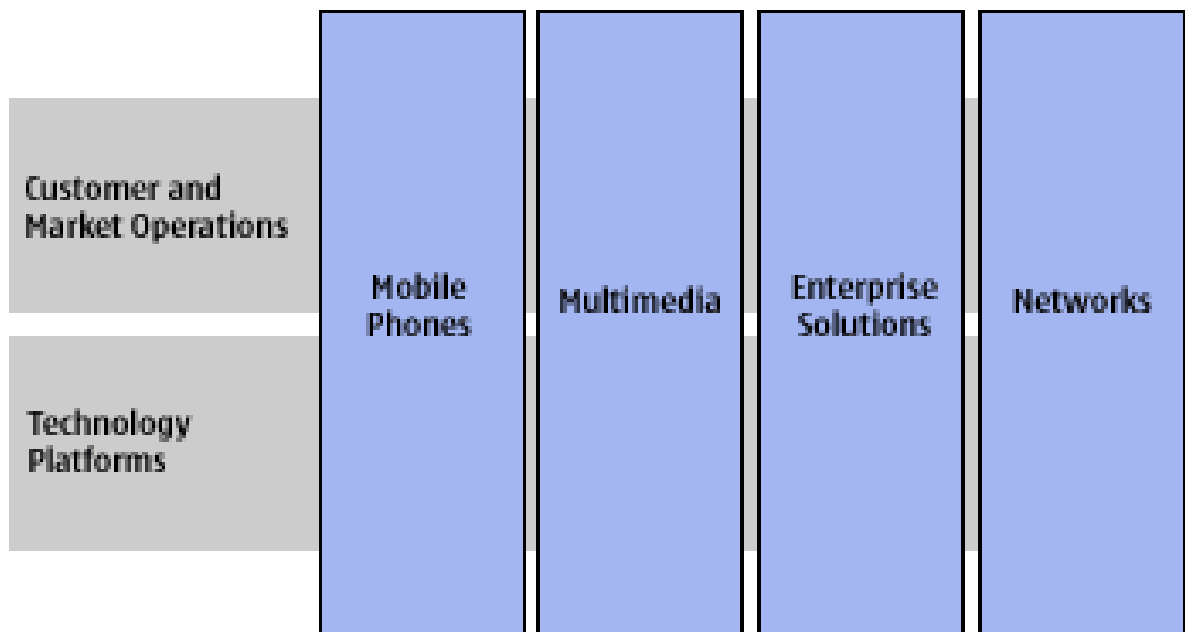 Customer and
Market Operations
Mobile
Phones
Multimedia
Enterprise
Solutions
Networks
Technology
Platforms